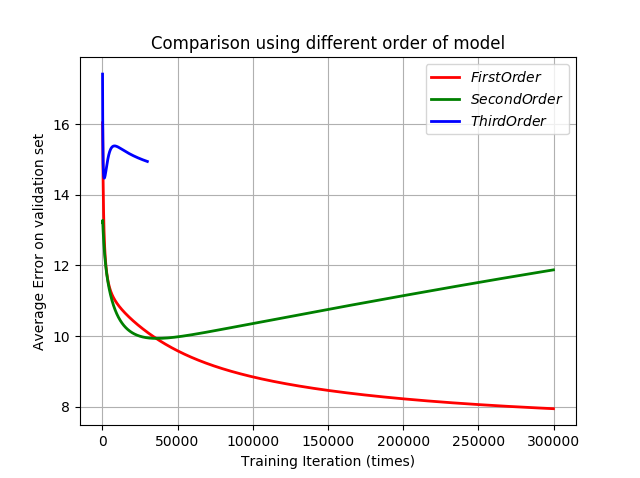 Comparison using different order of model
FirstOrder
SecondOrder
ThirdOrder
Average Error on validation set
16
14
12
10
8
0
50000
100000
150000
200000
250000
300000
Training Iteration (times)